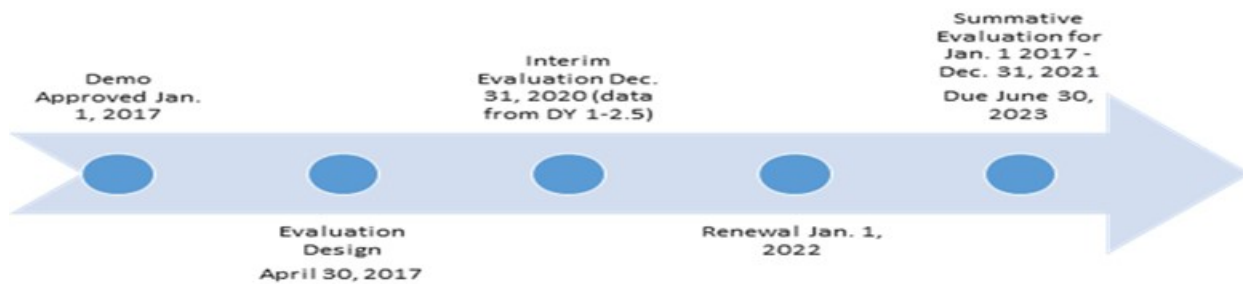 Demo
Approved Jan.
1, 2017
Evaluation
Design
April 30, 2017
Interim
Evaluation Dec.
31, 2020 (data
from DY 1-2.5)
Renewal Jan. 1,
2022
Summative
Evaluation for
Jan. 1 2017 -
Dec. 31, 2021
Due June 30,
2023